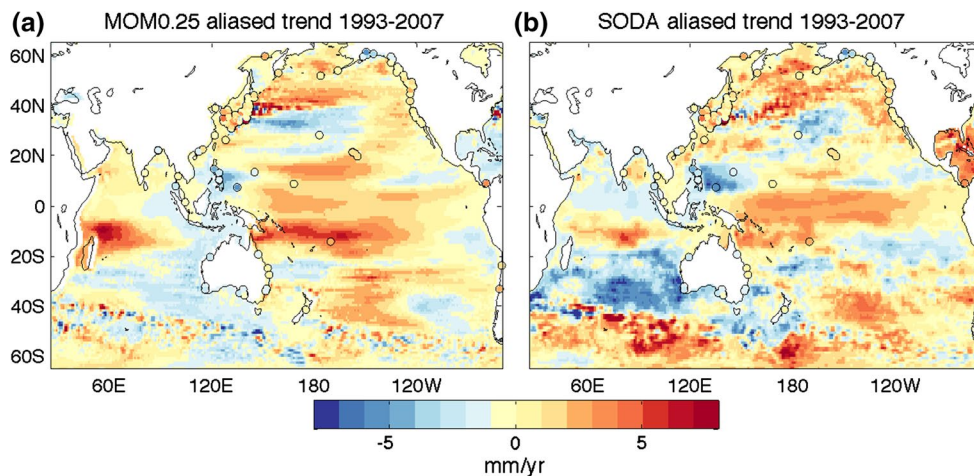 (a) MOM0.25 aliased trend 1993-2007
(b) SODA aliased trend 1993-2007
60N
40N
20N
0
20S
40S
60S
60E 120E 180 120W
60E 120E 180 120W
-5 0 5
mm/yr